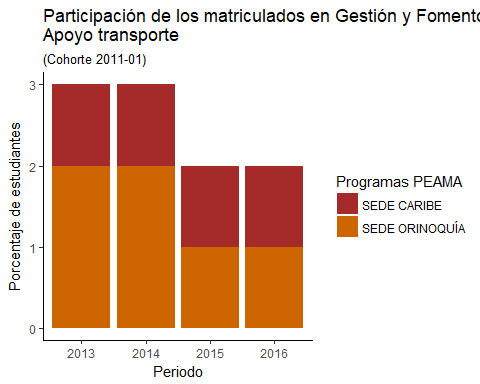 Participación de los matriculados en Gestión y Fomento
Apoyo transporte
(Cohorte 2011-01)
Porcentaje de estudiantes
3
2
1
0
2013 2014 2015 2016
Periodo
Programas PEAMA
SEDE CARIBE
SEDE ORINOQUÍA